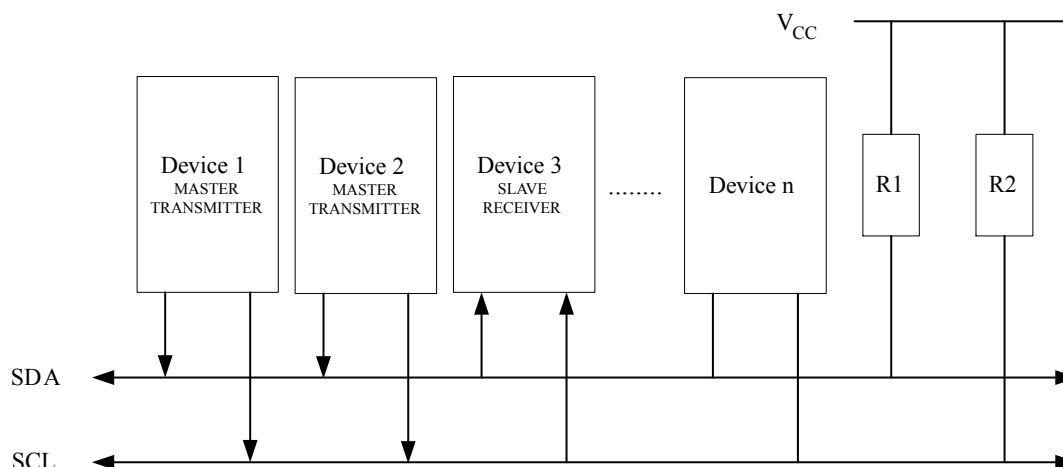 V_CC
Device 1
MASTER
TRANSMITTER
Device 2
MASTER
TRANSMITTER
Device 3
SLAVE
RECEIVER
........
Device n
R1
R2
SDA
SCL